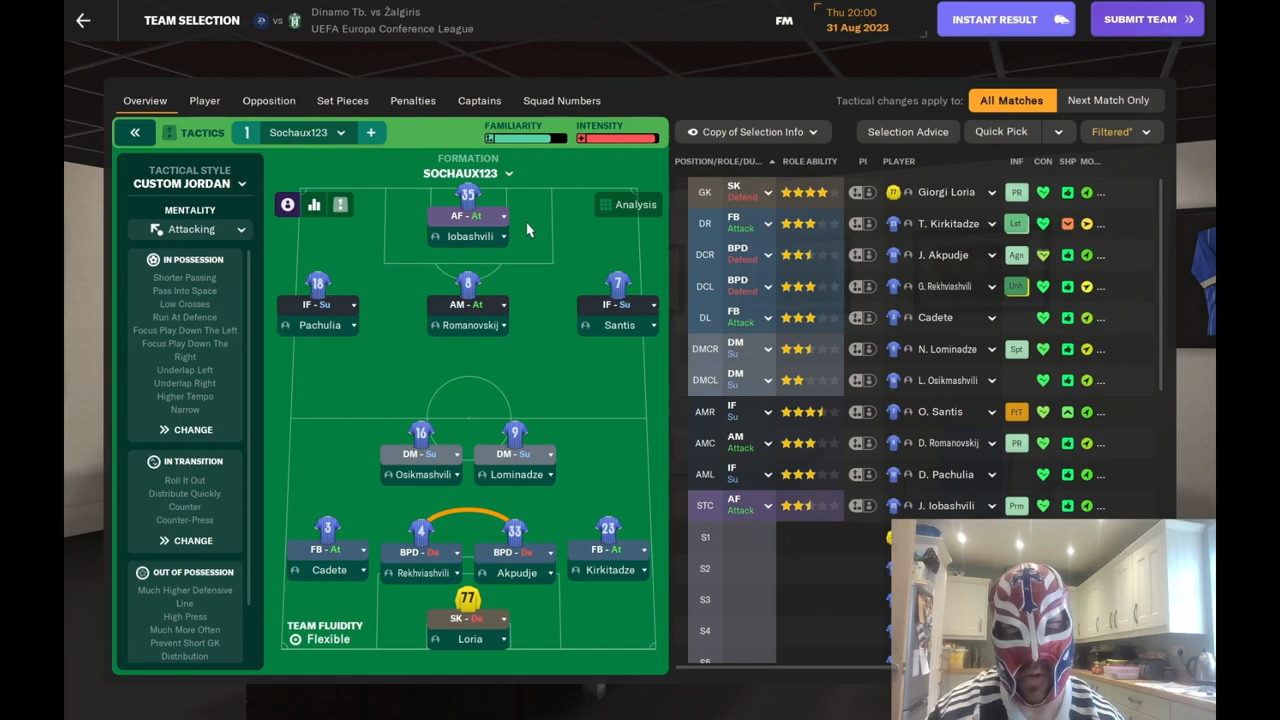 TEAM SELECTION
vs
Dinamo Tb. vs Žalgiris
UEFA Europa Conference League
FM
Thu 20:00
31 Aug 2023
INSTANT RESULT
SUBMIT TEAM
Overview
Player
Opposition
Set Pieces
Penalties
Captains
Squad Numbers
Tactical changes apply to:
All Matches
Next Match Only
TACTICS
1
Sochaux123
+
FAMILIARITY
INTENSITY
Copy of Selection Info
Selection Advice
Quick Pick
Filtered*
TACTICAL STYLE
CUSTOM JORDAN
MENTALITY
Attacking
IN POSSESSION
Shorter Passing
Pass Into Space
Low Crosses
Run At Defence
Focus Play Down The Left
Focus Play Down The
Right
Underlap Left
Underlap Right
Higher Tempo
Narrow
CHANGE
IN TRANSITION
Roll It Out
Distribute Quickly
Counter
Counter-Press
CHANGE
OUT OF POSSESSION
Much Higher Defensive
Line
High Press
Much More Often
Prevent Short GK
Distribution
FORMATION
SOCHAUX123
Analysis
35
AF - At
Iobashvili
18
IF - Su
Pachulia
8
AM - At
Romanovskij
7
IF - Su
Santis
16
DM - Su
Osikmashvili
9
DM - Su
Lominadze
3
FB - At
Cadete
4
BPD - De
Rekhviashvili
33
BPD - De
Akpudje
23
FB - At
Kirkitadze
77
SK - De
Loria
TEAM FLUIDITY
Flexible
POSITION/ROLE/DU... ROLE ABILITY PI PLAYER INF CON SHP MO...
GK SK Defend Giorgi Loria PR ...
DR FB Attack T. Kirkitadze Lst ...
DCR BPD Defend J. Akpudje Agn ...
DCL BPD Defend G. Rekhviashvili Unh ...
DL FB Attack Cadete ...
DMCR DM Su N. Lominadze Spt ...
DMCL DM Su L. Osikmashvili ...
AMR IF Su O. Santis FtT ...
AMC AM Attack D. Romanovskij PR ...
AML IF Su D. Pachulia ...
STC AF Attack J. Iobashvili Prm ...
S1
S2
S3
S4